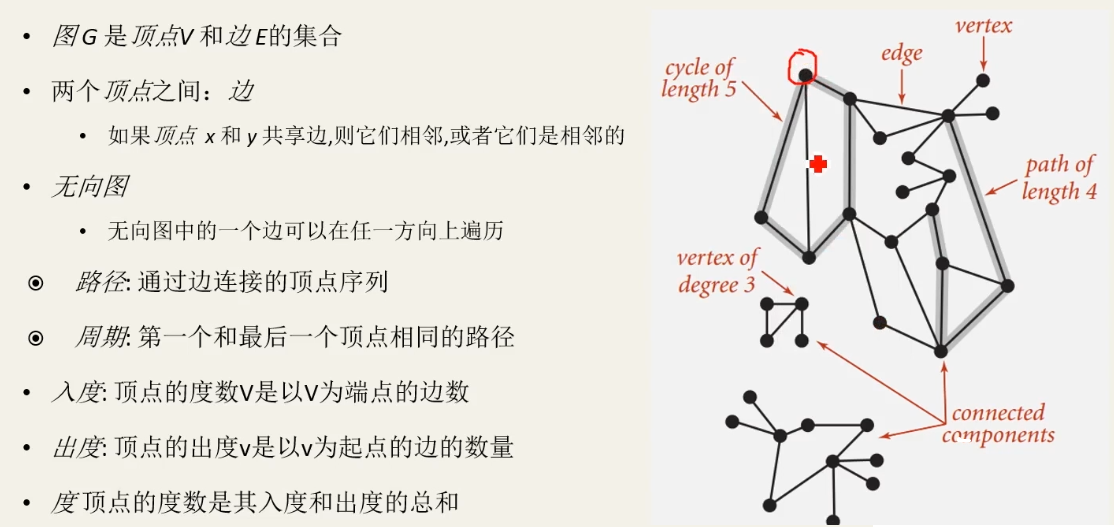 • 图G 是顶点V 和边E的集合
• 两个顶点之间：边
• 如果顶点 x 和 y 共享边,则它们相邻,或者它们是相邻的
• 无向图
• 无向图中的一个边可以在任一方向上遍历
路径: 通过边连接的顶点序列
周期: 第一个和最后一个顶点相同的路径
• 入度: 顶点的度数V是以V为端点的边数
• 出度: 顶点的出度v是以v为起点的边的数量
• 度 顶点的度数是其入度和出度的总和
vertex
edge
cycle of
length 5
path of
length 4
vertex of
degree 3
connected
components